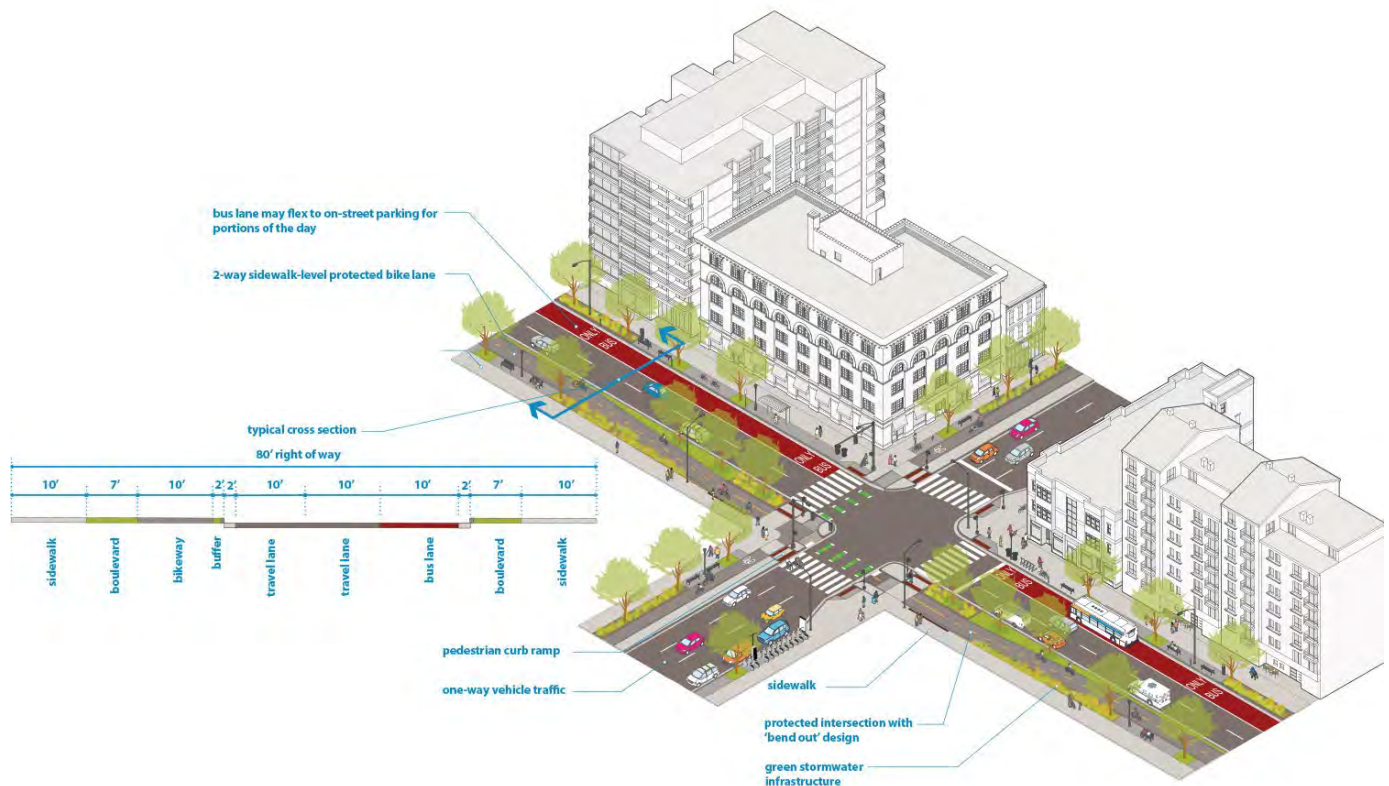 bus lane may flex to on-street parking for
portions of the day
2-way sidewalk-level protected bike lane
typical cross section
80' right of way
10' 7' 10' 2' 2' 10' 10' 10' 2' 7' 10'
sidewalk
boulevard
bikeway
buffer
travel lane
travel lane
bus lane
boulevard
sidewalk
ONLY
BUS
ONLY
BUS
ONLY
BUS
ONLY
pedestrian curb ramp
one-way vehicle traffic
sidewalk
protected intersection with
‘bend out’ design
green stormwater
infrastructure